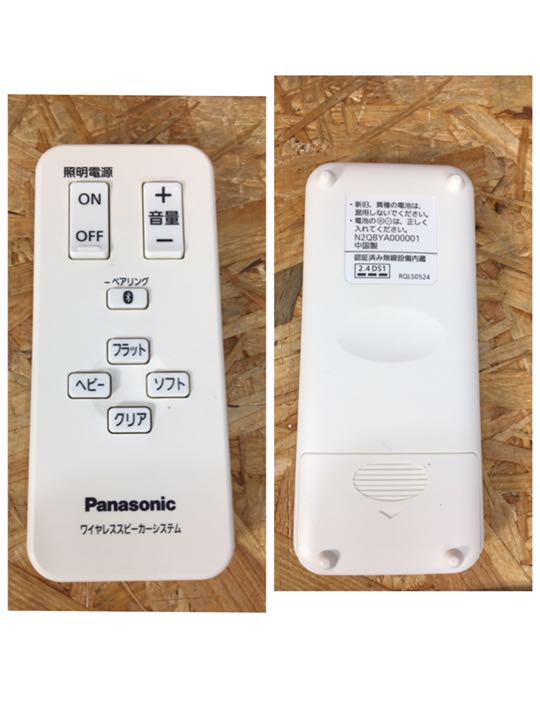 照明電源
ON
OFF
+
音量
−
ペアリング
フラット
ヘビー
ソフト
クリア
Panasonic
ワイヤレススピーカーシステム
・新旧、異種の電池は、
混用しないでください。
・電池の⊕⊖は、正しく
入れてください。
N2QBYA000001
中国製
認証済み無線設備内蔵
2.4 DS1
RQLS0524